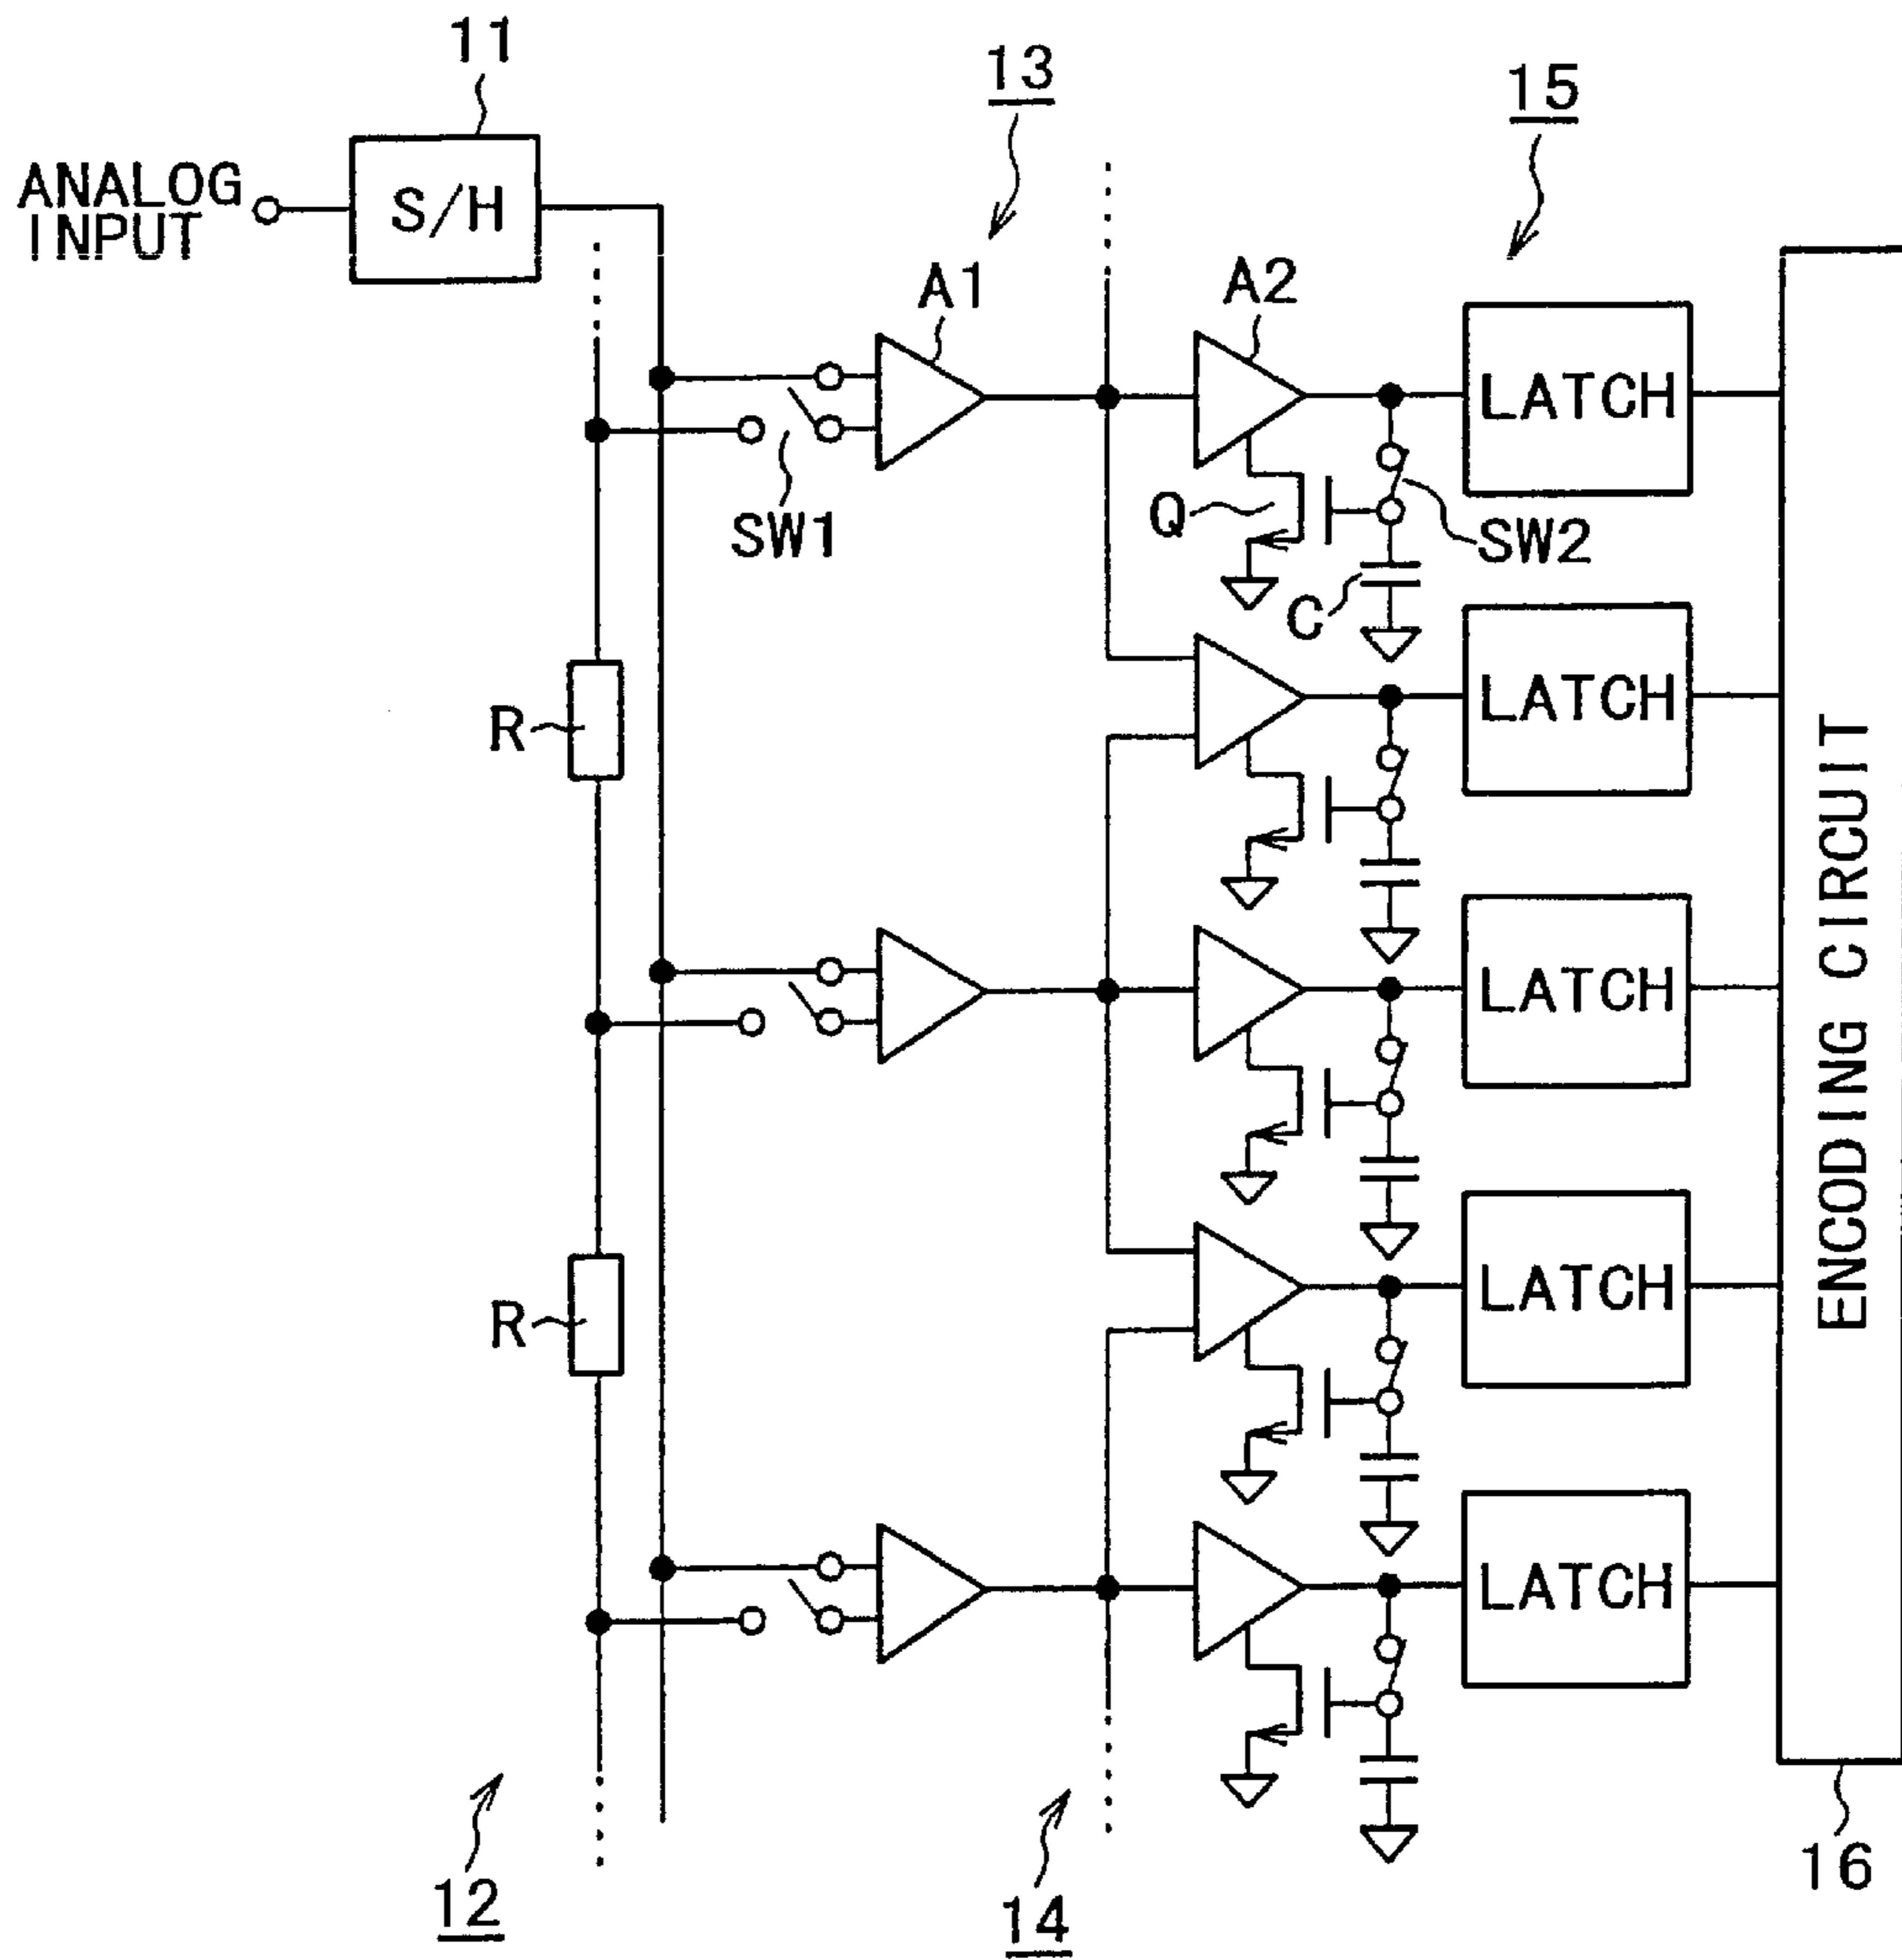 11
13
15
ANALOG
INPUT
S/H
A1
A2
LATCH
SW1
Q
SW2
C
LATCH
R
ENCODING CIRCUIT
LATCH
R
LATCH
LATCH
12
14
16